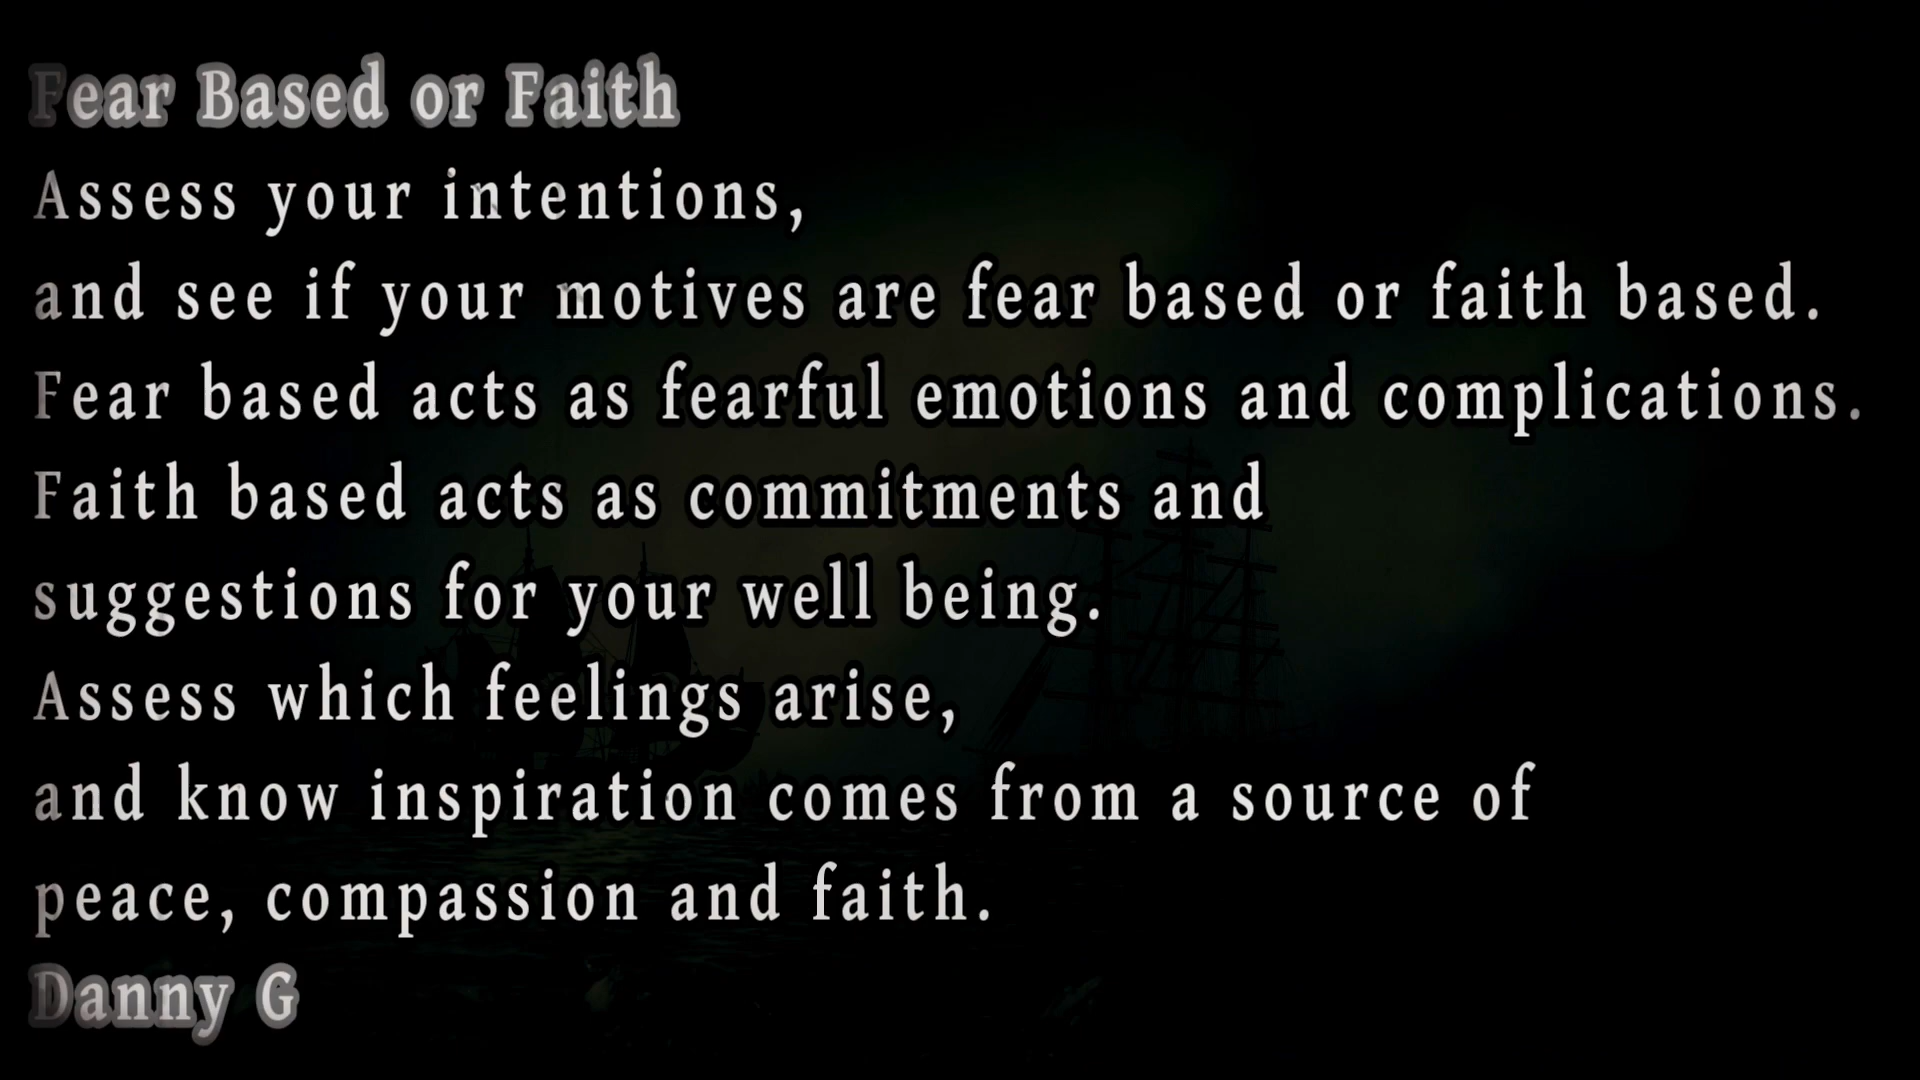 Fear Based or Faith
Assess your intentions,
and see if your motives are fear based or faith based.
Fear based acts as fearful emotions and complications.
Faith based acts as commitments and
suggestions for your well being.
Assess which feelings arise,
and know inspiration comes from a source of
peace, compassion and faith.
Danny G